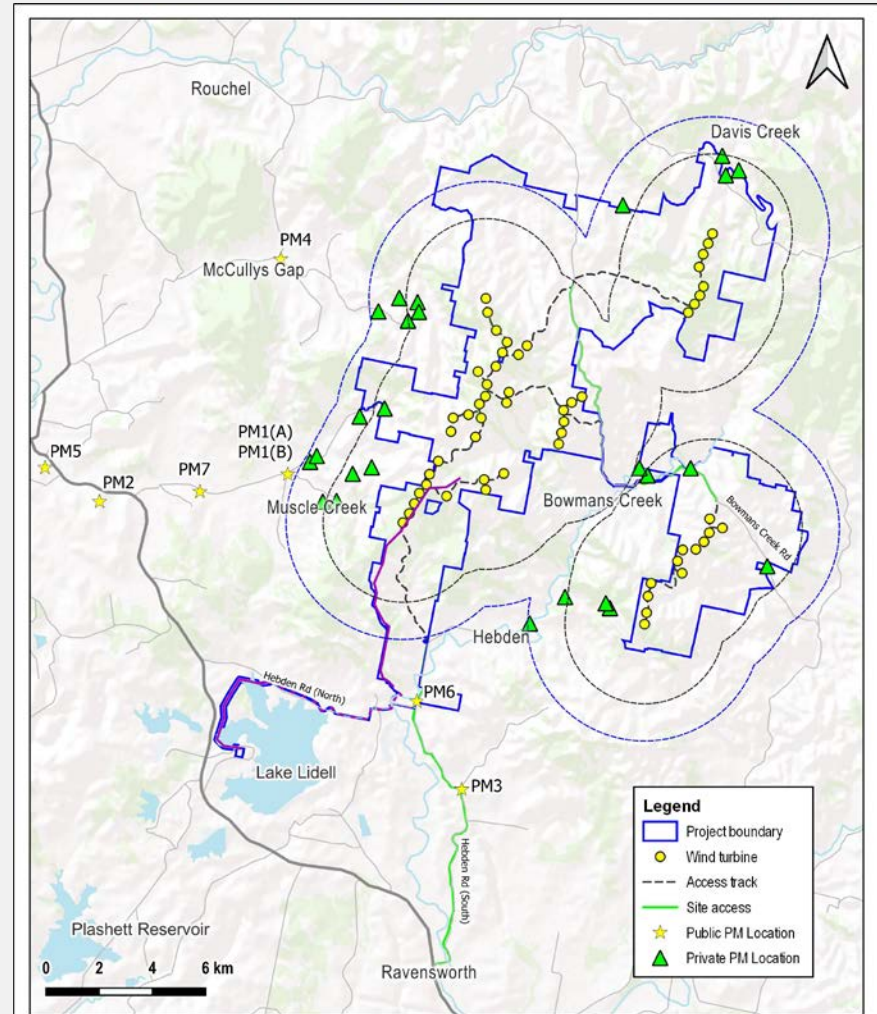 Rouchel
Davis Creek
PM4
McCullys Gap
PM1(A)
PM1(B)
PM5
PM2
PM7
Muscle Creek
Bowmans Creek
Bowmans Creek Rd
Hebden
Hebden Rd (North)
PM6
Lake Lidell
PM3
Hebden Rd (South)
Plashett Reservoir
Ravensworth
0 2 4 6 km
Legend
Project boundary
Wind turbine
Access track
Site access
Public PM Location
Private PM Location